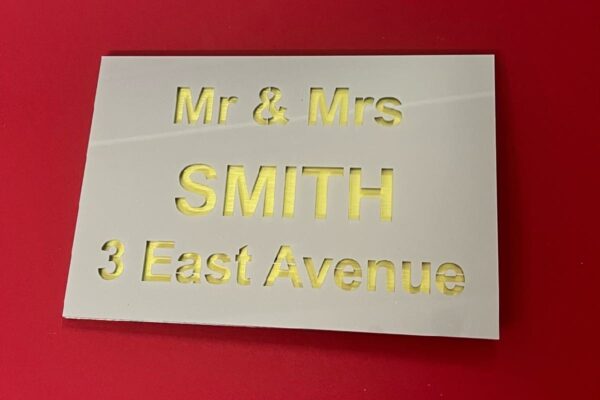 Mr & Mrs
SMITH
3 East Avenue